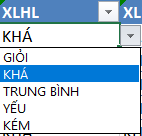 XLHL XL
KHÁ
GIỎI
KHÁ
TRUNG BÌNH
YẾU
KÉM